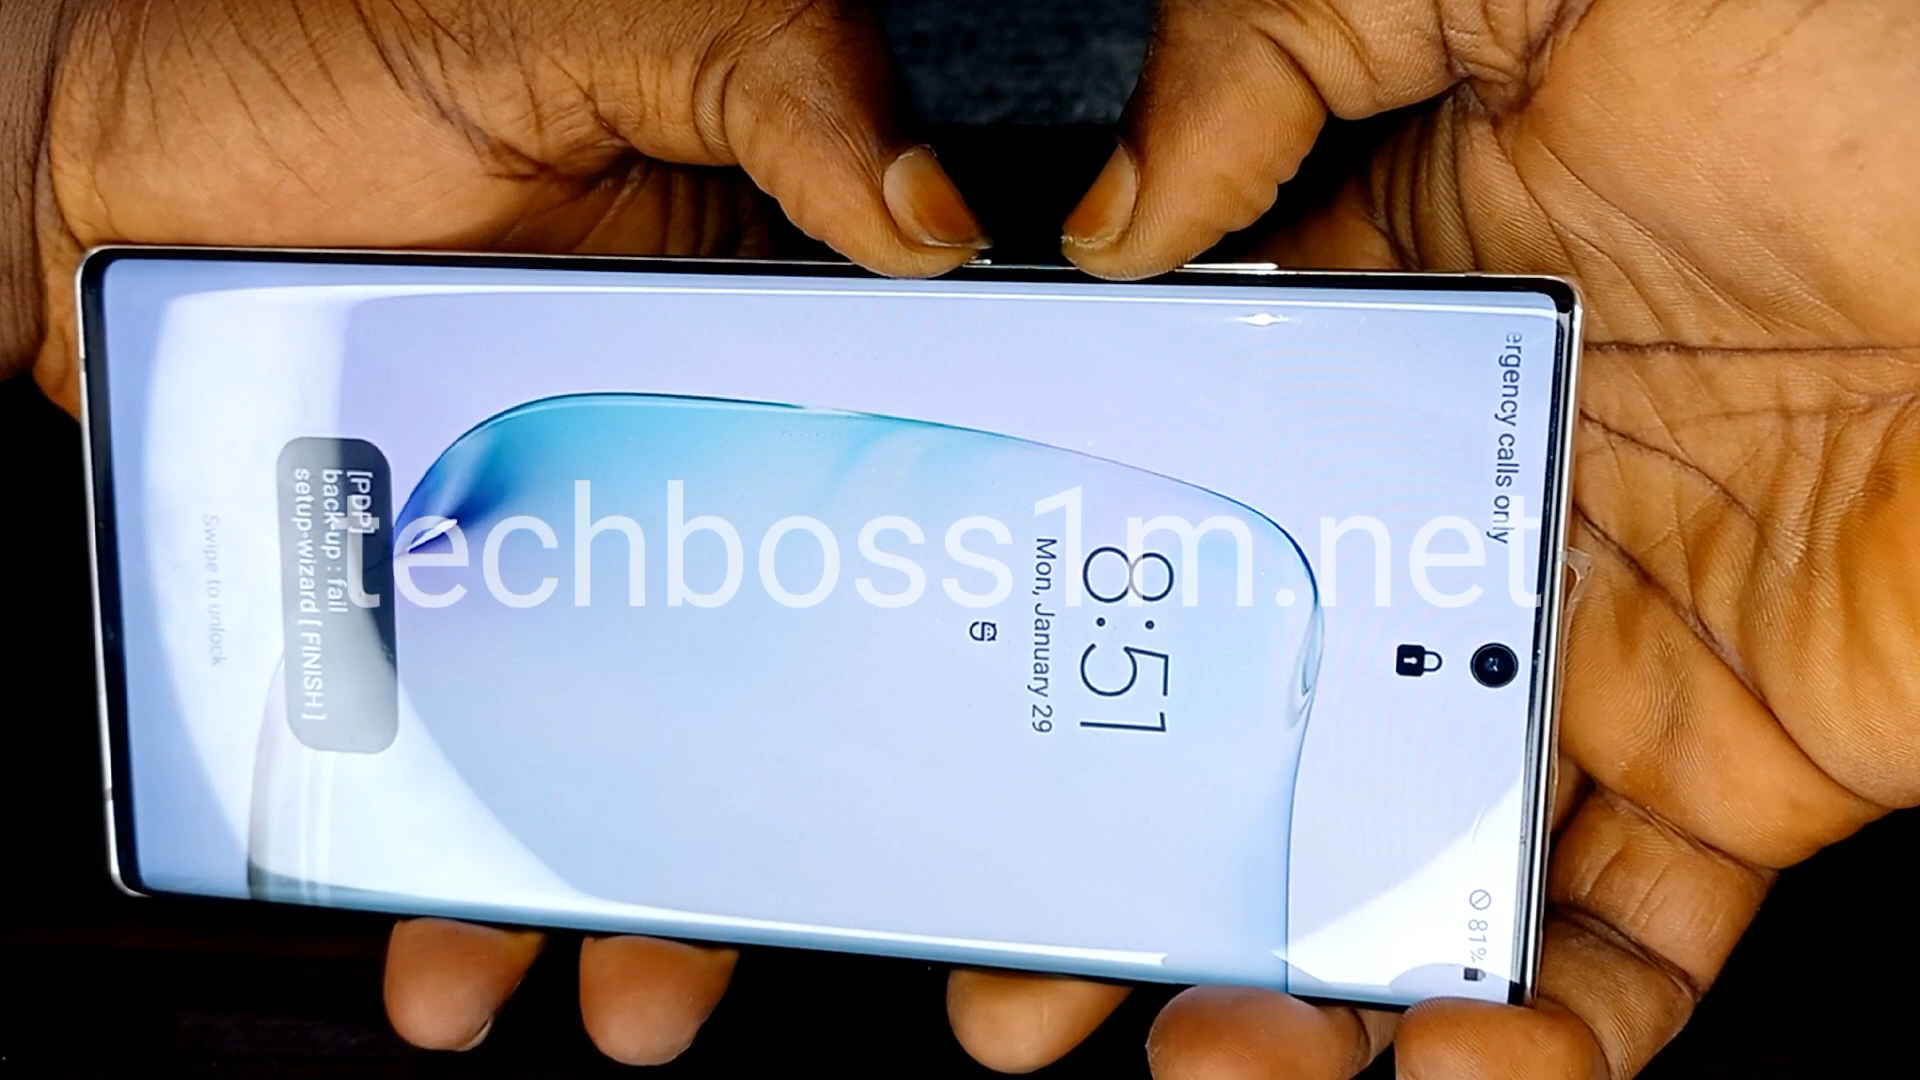 ergency calls only
81%
8:51
Mon, January 29
[PDP]
back-up : fail
setup-wizard [ FINISH ]
Swipe to unlock
techboss1m.net